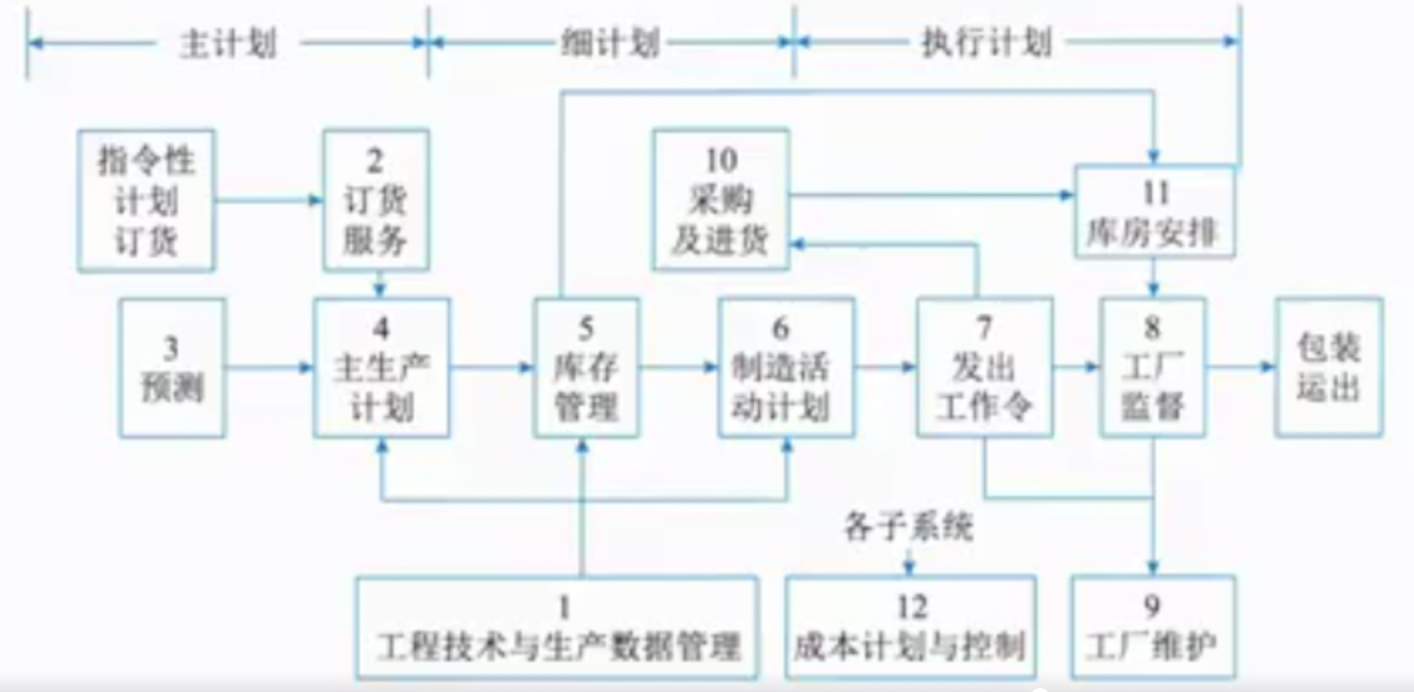 主计划
细计划
执行计划
指令性
计划
订货
2
订货
服务
10
采购
及进货
11
库房安排
3
预测
4
主生产
计划
5
库存
管理
6
制造活
动计划
7
发出
工作令
8
工厂
监督
包装
运出
各子系统
1
工程技术与生产数据管理
12
成本计划与控制
9
工厂维护